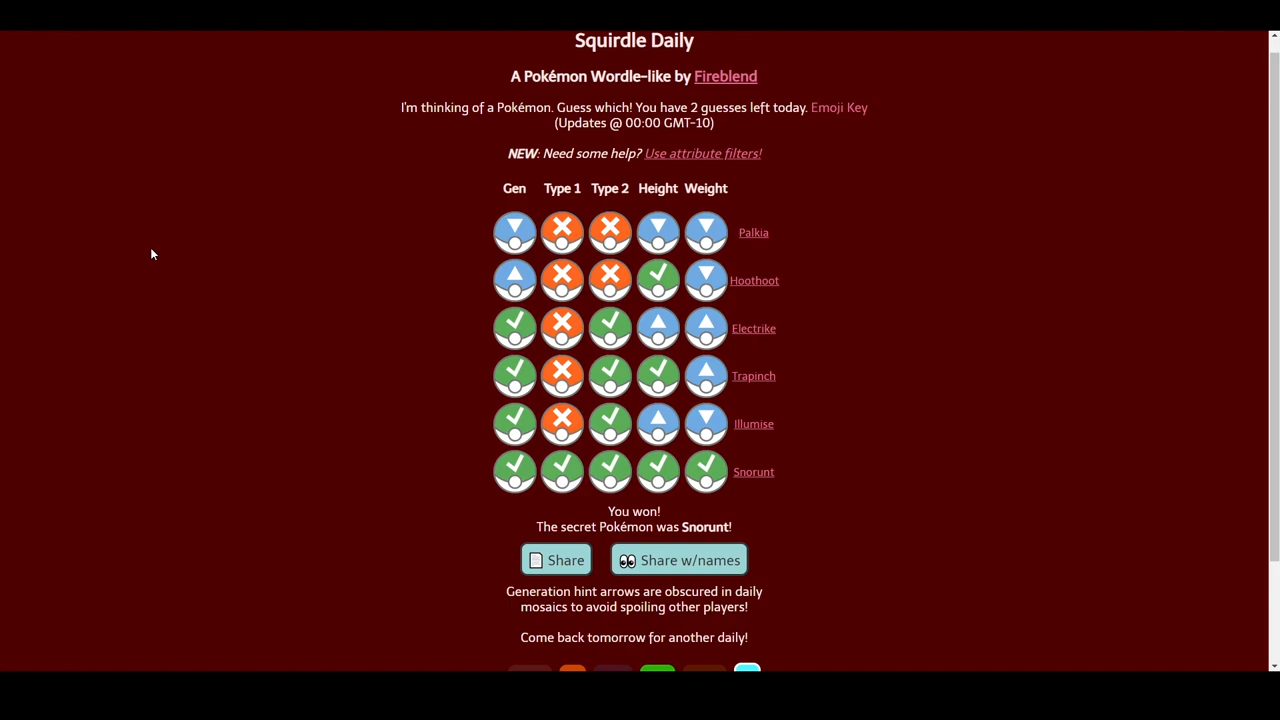 Squirdle Daily
A Pokémon Wordle-like by Fireblend
I'm thinking of a Pokémon. Guess which! You have 2 guesses left today. Emoji Key
(Updates @ 00:00 GMT-10)
NEW: Need some help? Use attribute filters!
Gen Type 1 Type 2 Height Weight
Palkia
Hoothoot
Electrike
Trapinch
Illumise
Snorunt
You won!
The secret Pokémon was Snorunt!
Share Share w/names
Generation hint arrows are obscured in daily
mosaics to avoid spoiling other players!
Come back tomorrow for another daily!